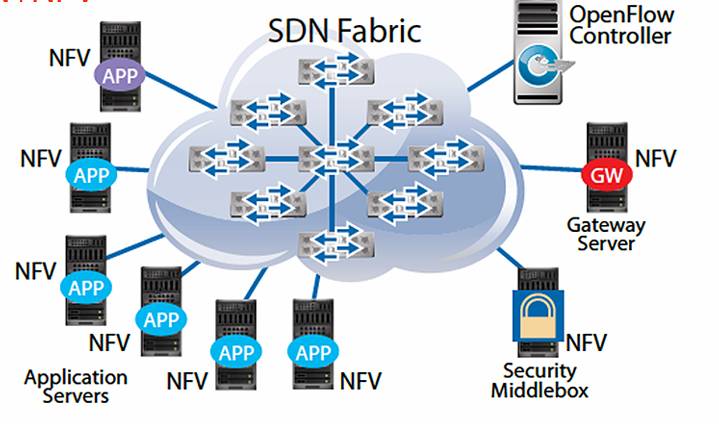 SDN Fabric
OpenFlow
Controller
NFV
APP
NFV
APP
NFV
GW
Gateway
Server
NFV
APP
NFV
APP
NFV
APP
NFV
APP
NFV
Application
Servers
Security
Middlebox